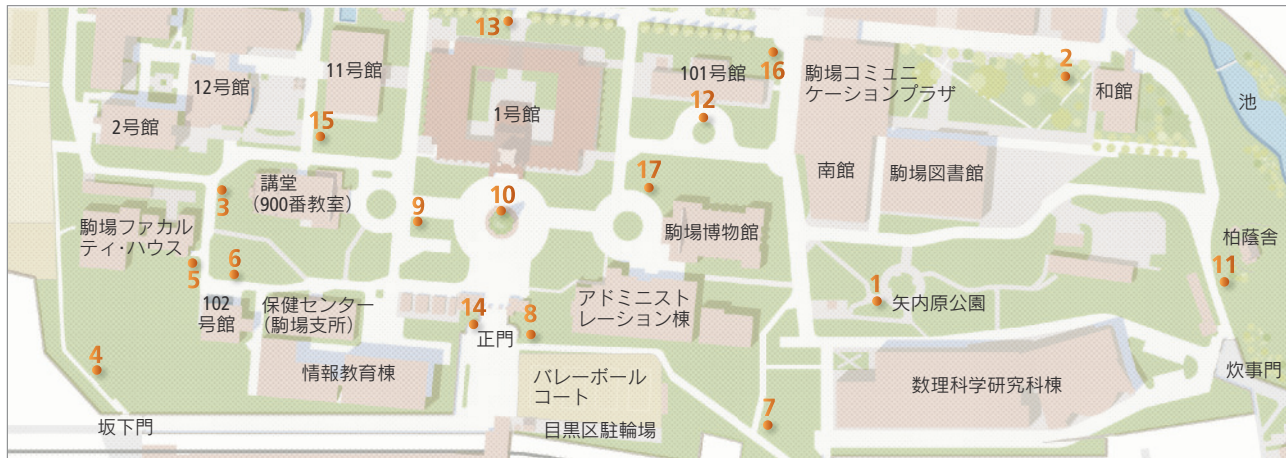 13
11号館
12号館
2号館
15
1号館
101号館
16
12
駒場コミュニ
ケーションプラザ
2
和館
池
講堂
（900番教室）
3
9
10
17
南館
駒場図書館
駒場ファカル
ティ・ハウス
5
6
駒場博物館
柏蔭舎
11
102
号館
保健センター
（駒場支所）
14
正門
8
アドミニスト
レーション棟
1
矢内原公園
4
情報教育棟
バレーボール
コート
数理科学研究科棟
炊事門
坂下門
目黒区駐輪場
7